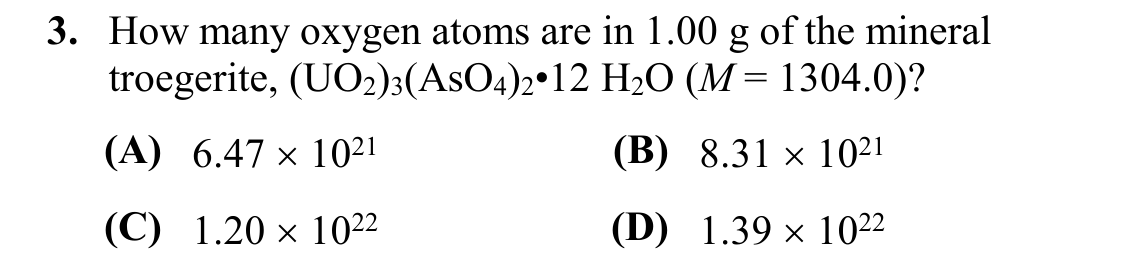 3. How many oxygen atoms are in 1.00 g of the mineral
troegerite, (UO₂)₃(AsO₄)₂•12 H₂O (M = 1304.0)?
(A) 6.47 × 10²¹ (B) 8.31 × 10²¹
(C) 1.20 × 10²² (D) 1.39 × 10²²